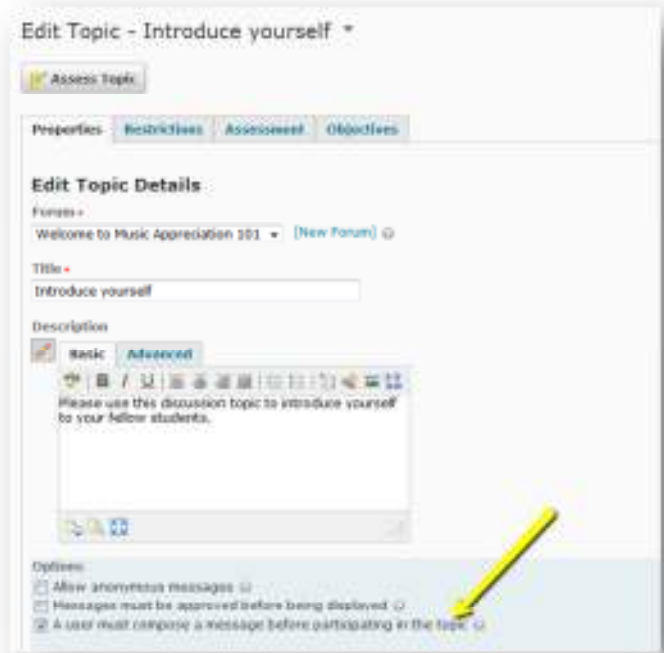 Edit Topic - Introduce yourself
Assess Topic
Properties Restrictions Assessment Objectives
Edit Topic Details
Forum
Welcome to Music Appreciation 101 [New Forum]
Title
Introduce yourself
Description
Basic Advanced
B I U
Please use this discussion topic to introduce yourself
to your fellow students.
Options
Allow anonymous messages
Messages must be approved before being displayed
A user must compose a message before participating in the topic